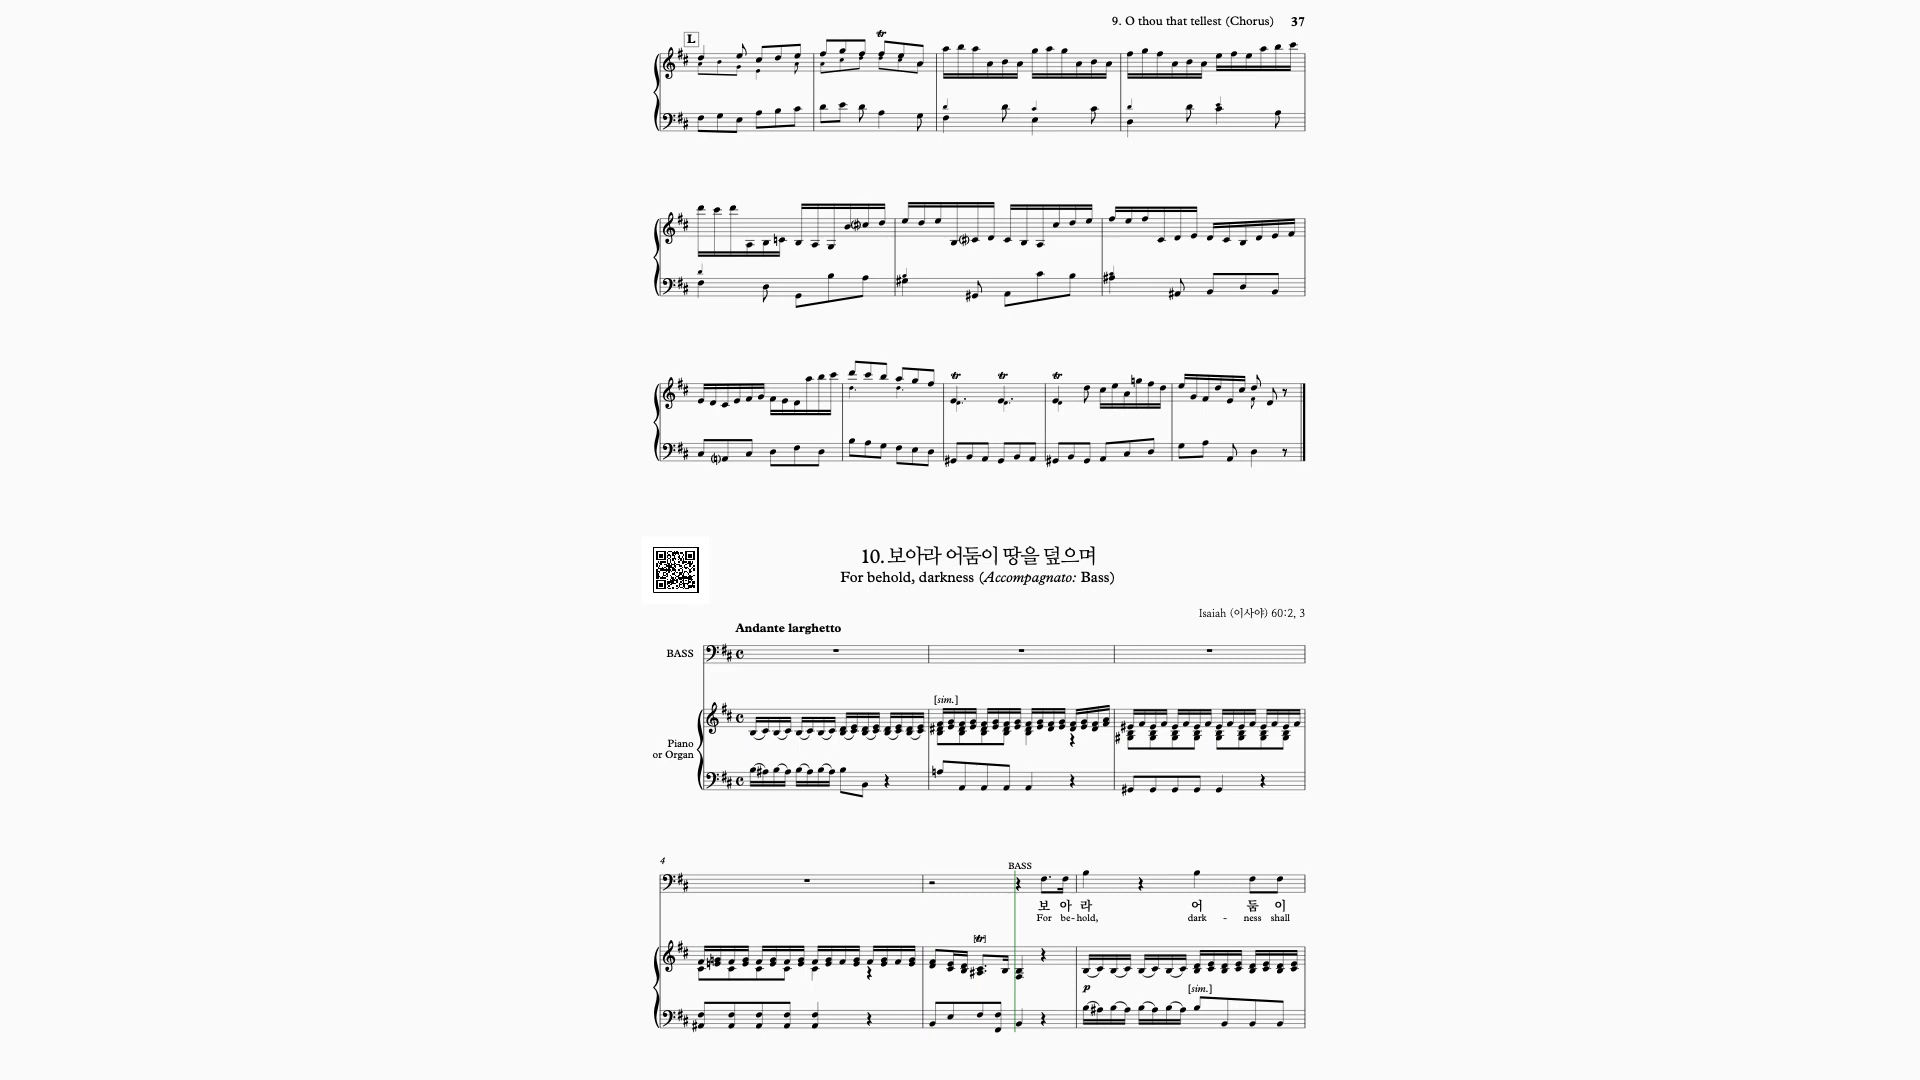 9. O thou that tellest (Chorus) 37
L
tr
tr tr tr
10. 보아라 어둠이 땅을 덮으며
For behold, darkness (Accompagnato: Bass)
Isaiah (이사야) 60:2, 3
Andante larghetto
BASS
[sim.]
Piano
or Organ
4
BASS
보 아 라 어 둠 이
For be - hold, dark - ness shall
[tr]
p
[sim.]